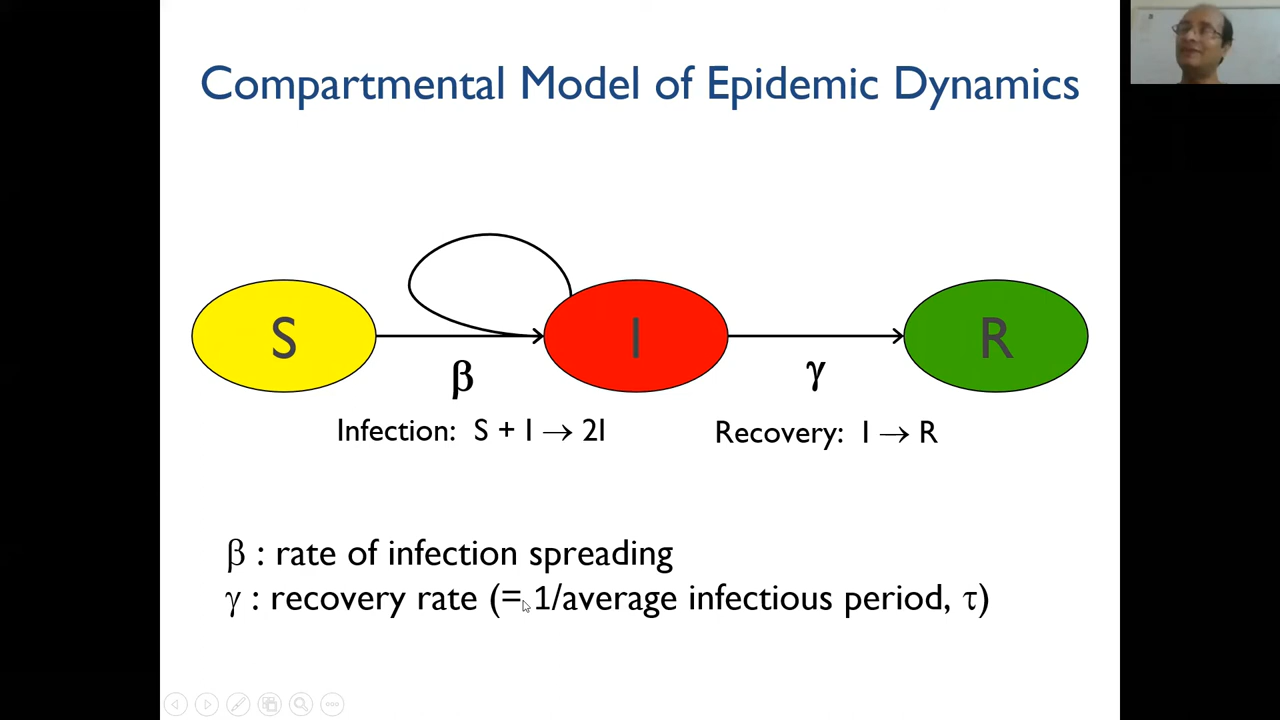 Compartmental Model of Epidemic Dynamics
S
I
R
β
γ
Infection: S + I → 2I
Recovery: I → R
β : rate of infection spreading
γ : recovery rate (= 1/average infectious period, τ)